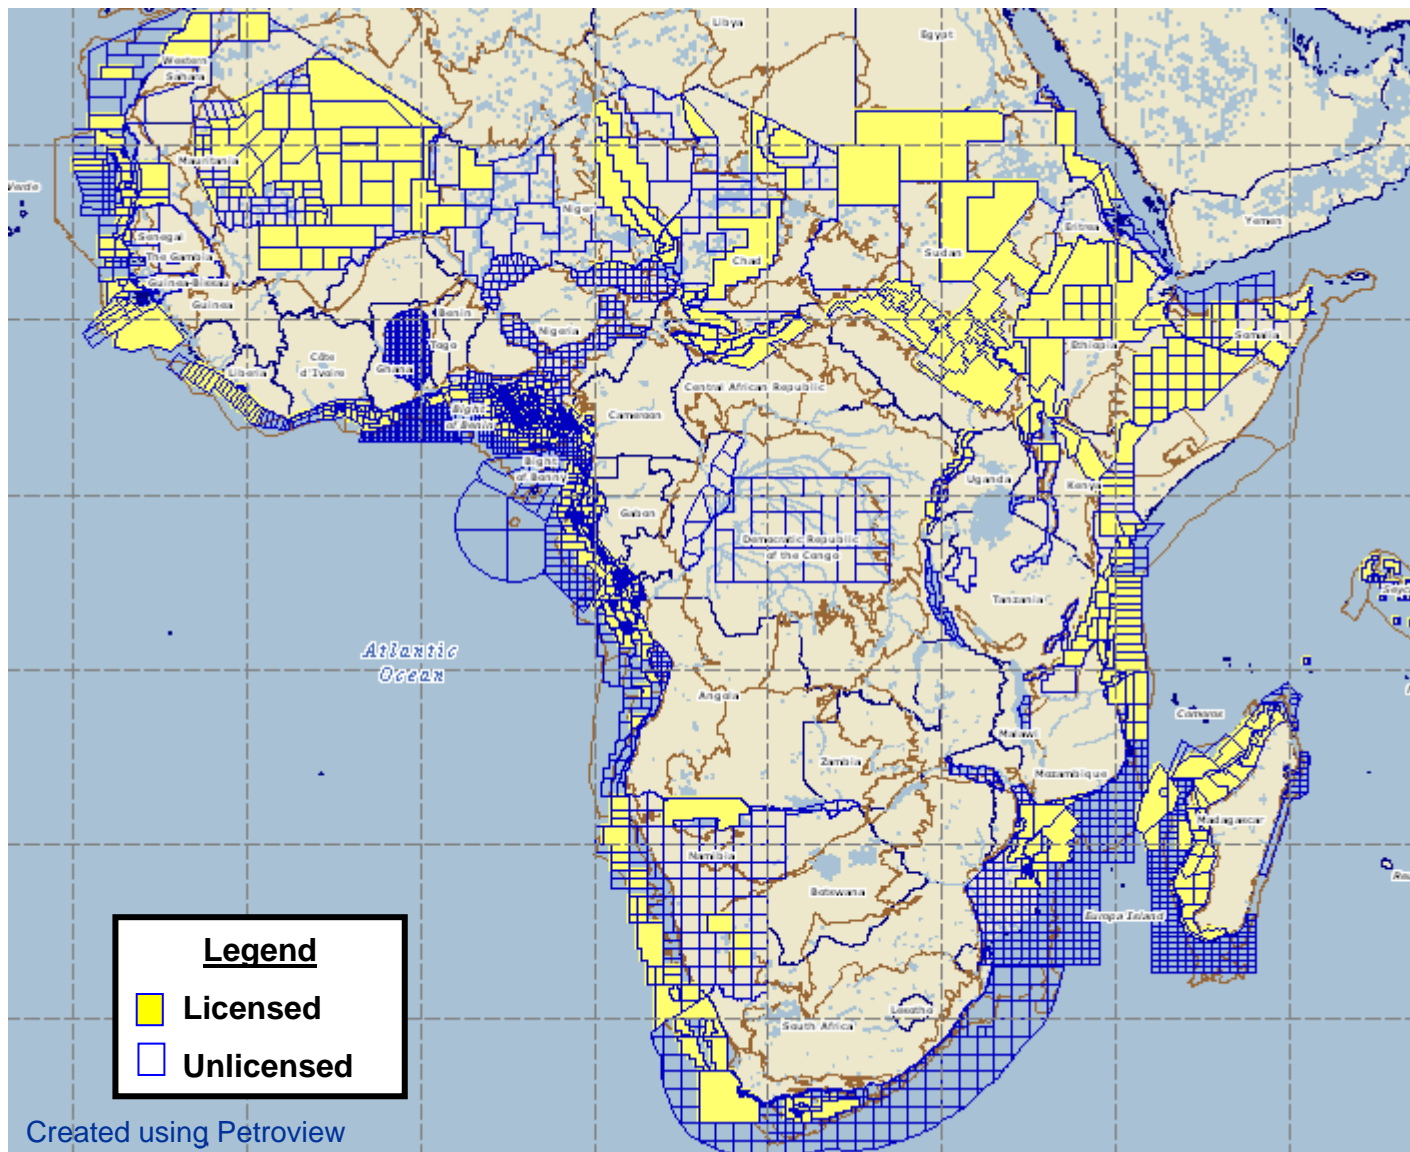 Libya
Egypt
Western
Sahara
Mauritania
Verde
Niger
Yemen
Eritrea
Senegal
The Gambia
Chad
Sudan
Guinea-Bissau
Guinea
Benin
Nigeria
Somalia
Togo
Ethiopia
Côte
d'Ivoire
Ghana
Liberia
Central African Republic
Bight
of Benin
Cameroon
Bight
of Bonny
Uganda
Kenya
Gabon
Democratic Republic
of the Congo
Tanzania
Atlantic
Ocean
Angola
Comoros
Malawi
Zambia
Mozambique
Madagascar
Namibia
Botswana
Europa Island
Legend
Licensed
Unlicensed
Lesotho
South Africa
Created using Petroview